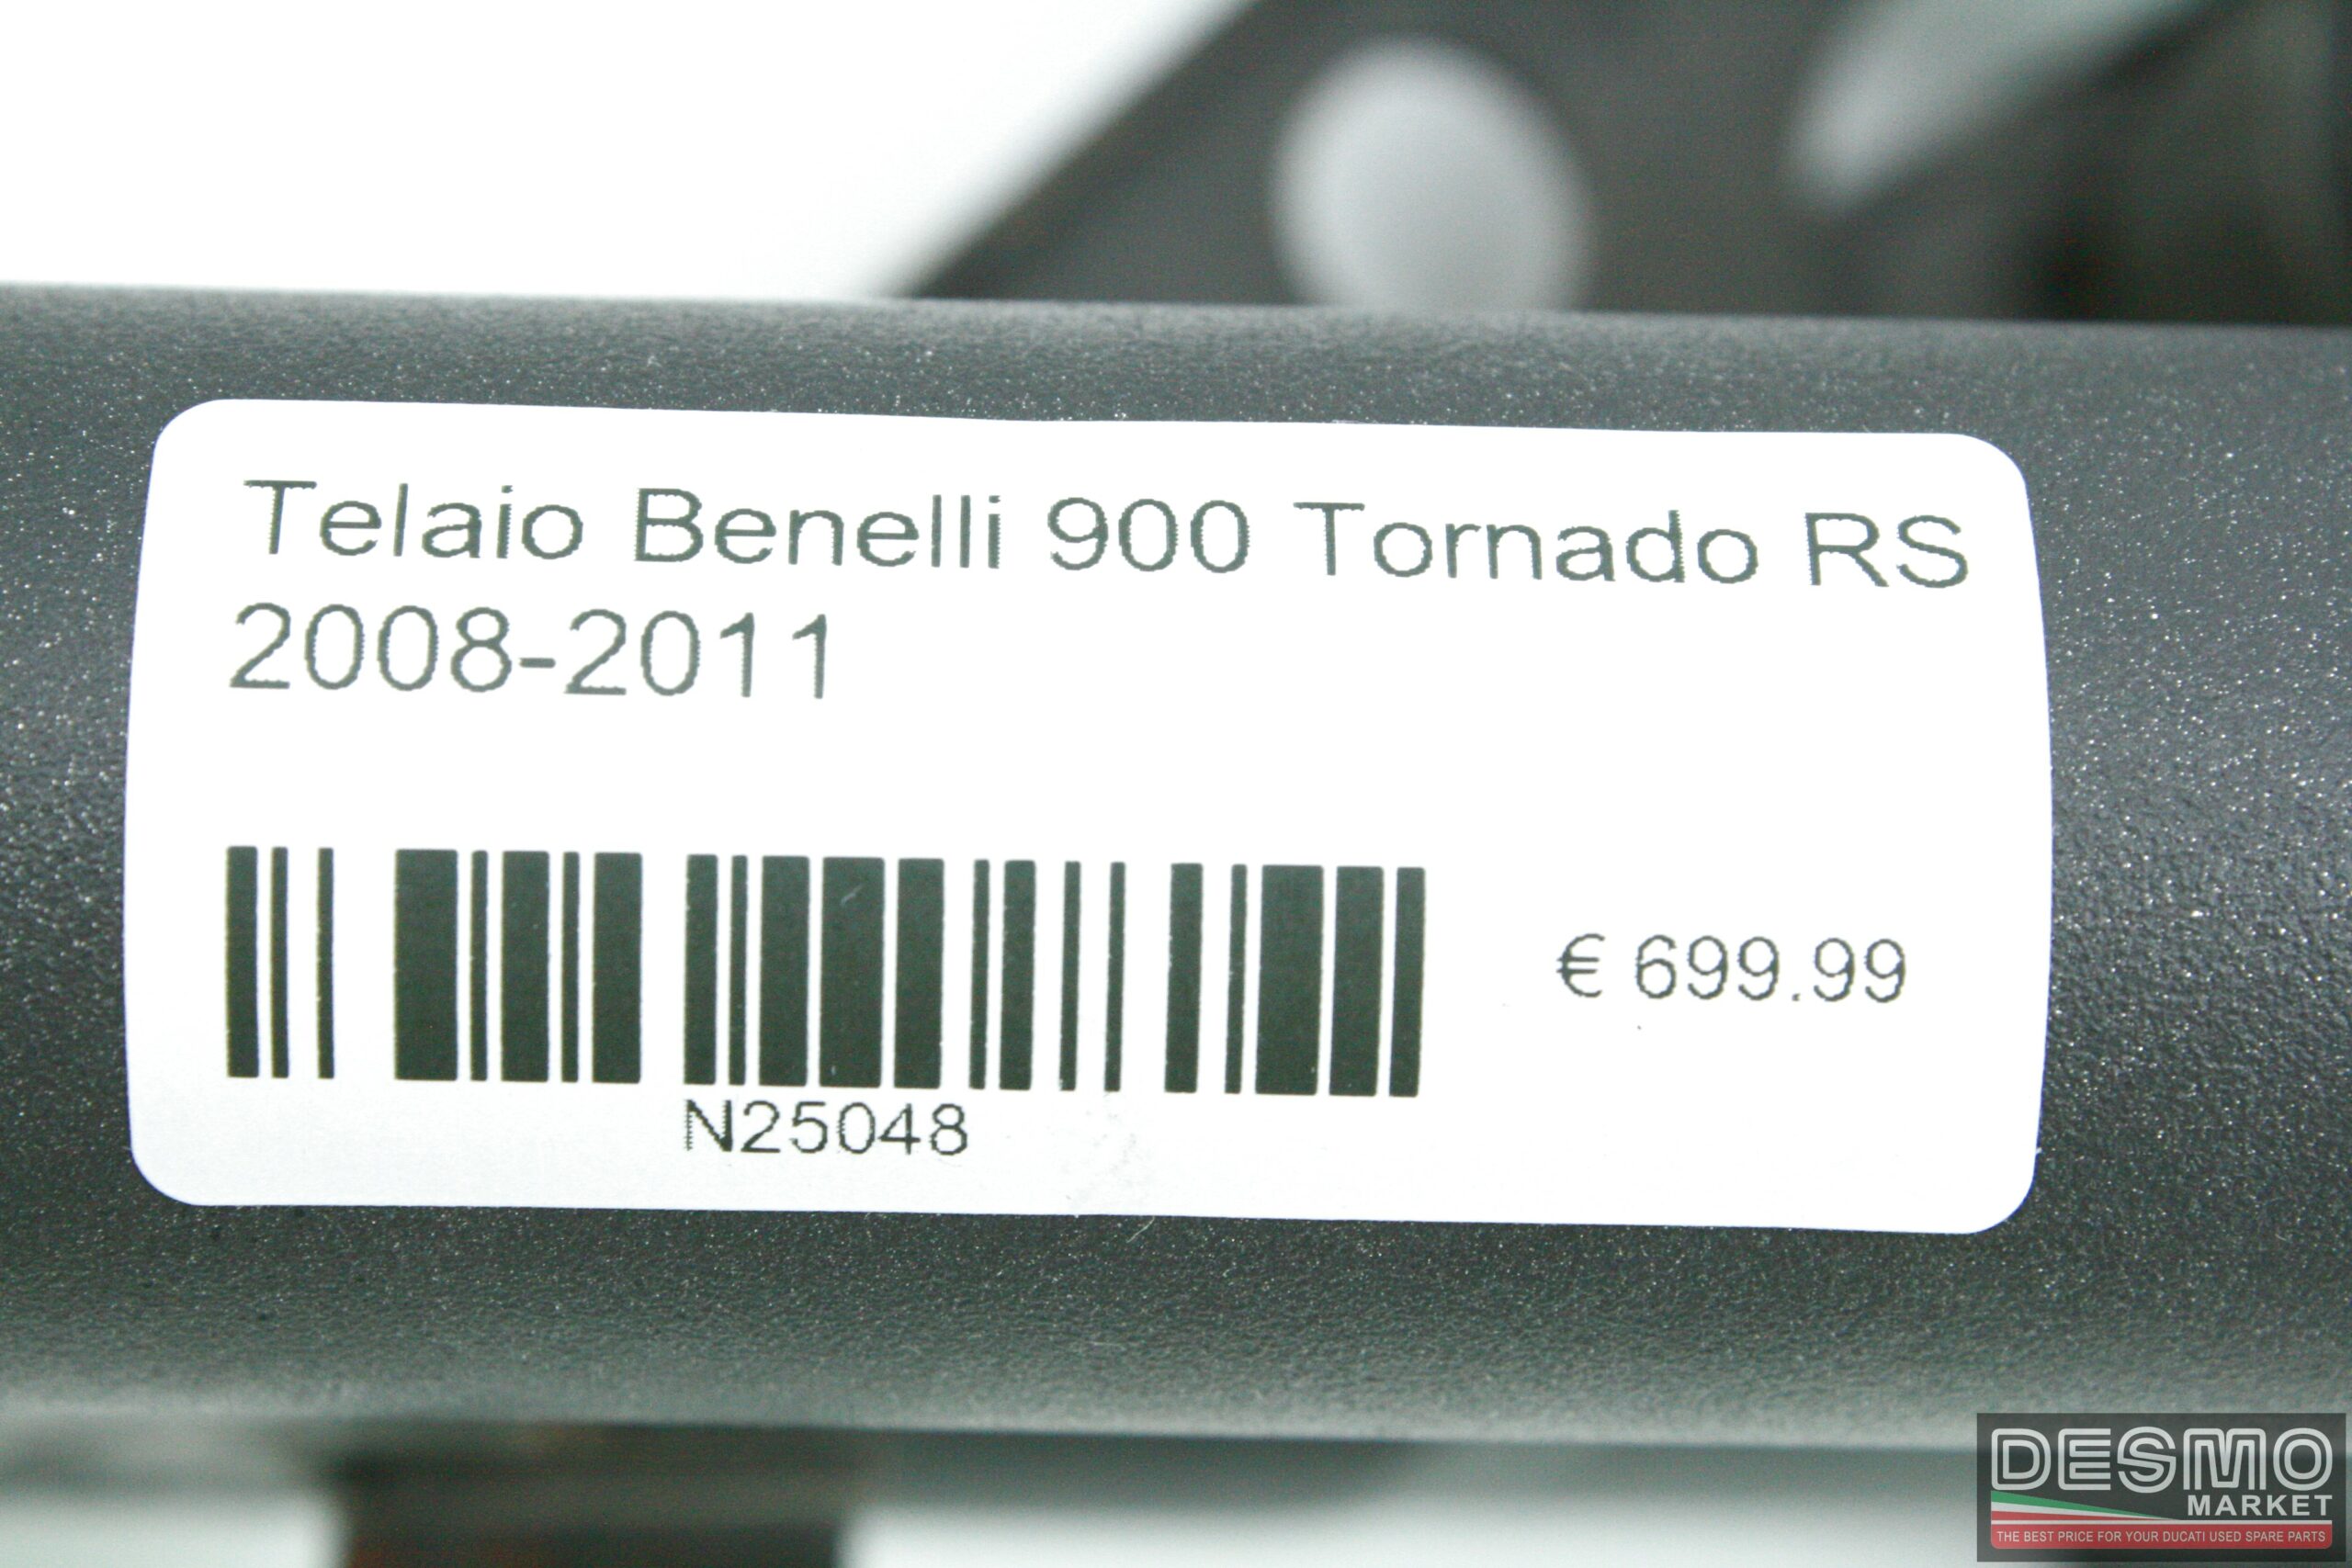 Telaio Benelli 900 Tornado RS
2008-2011
€ 699.99
N25048
DESMO
MARKET
THE BEST PRICE FOR YOUR DUCATI USED SPARE PARTS